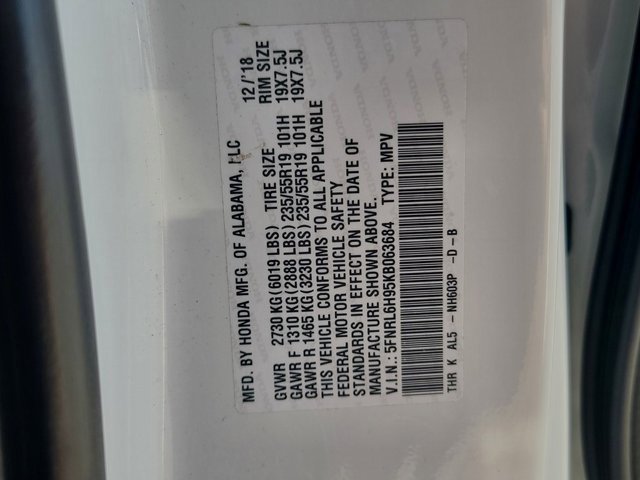 MFD. BY HONDA MFG. OF ALABAMA, LLC 12/'18
GVWR 2730 KG(6019 LBS) TIRE SIZE RIM SIZE
GAWR F 1310 KG(2888 LBS)235/55R19 101H 19X7.5J
GAWR R 1465 KG(3230 LBS)235/55R19 101H 19X7.5J
THIS VEHICLE CONFORMS TO ALL APPLICABLE
FEDERAL MOTOR VEHICLE SAFETY
STANDARDS IN EFFECT ON THE DATE OF
MANUFACTURE SHOWN ABOVE.
V.I.N.: 5FNRL6H95KB063684 TYPE: MPV
THR K AL5 - NH603P -D -B